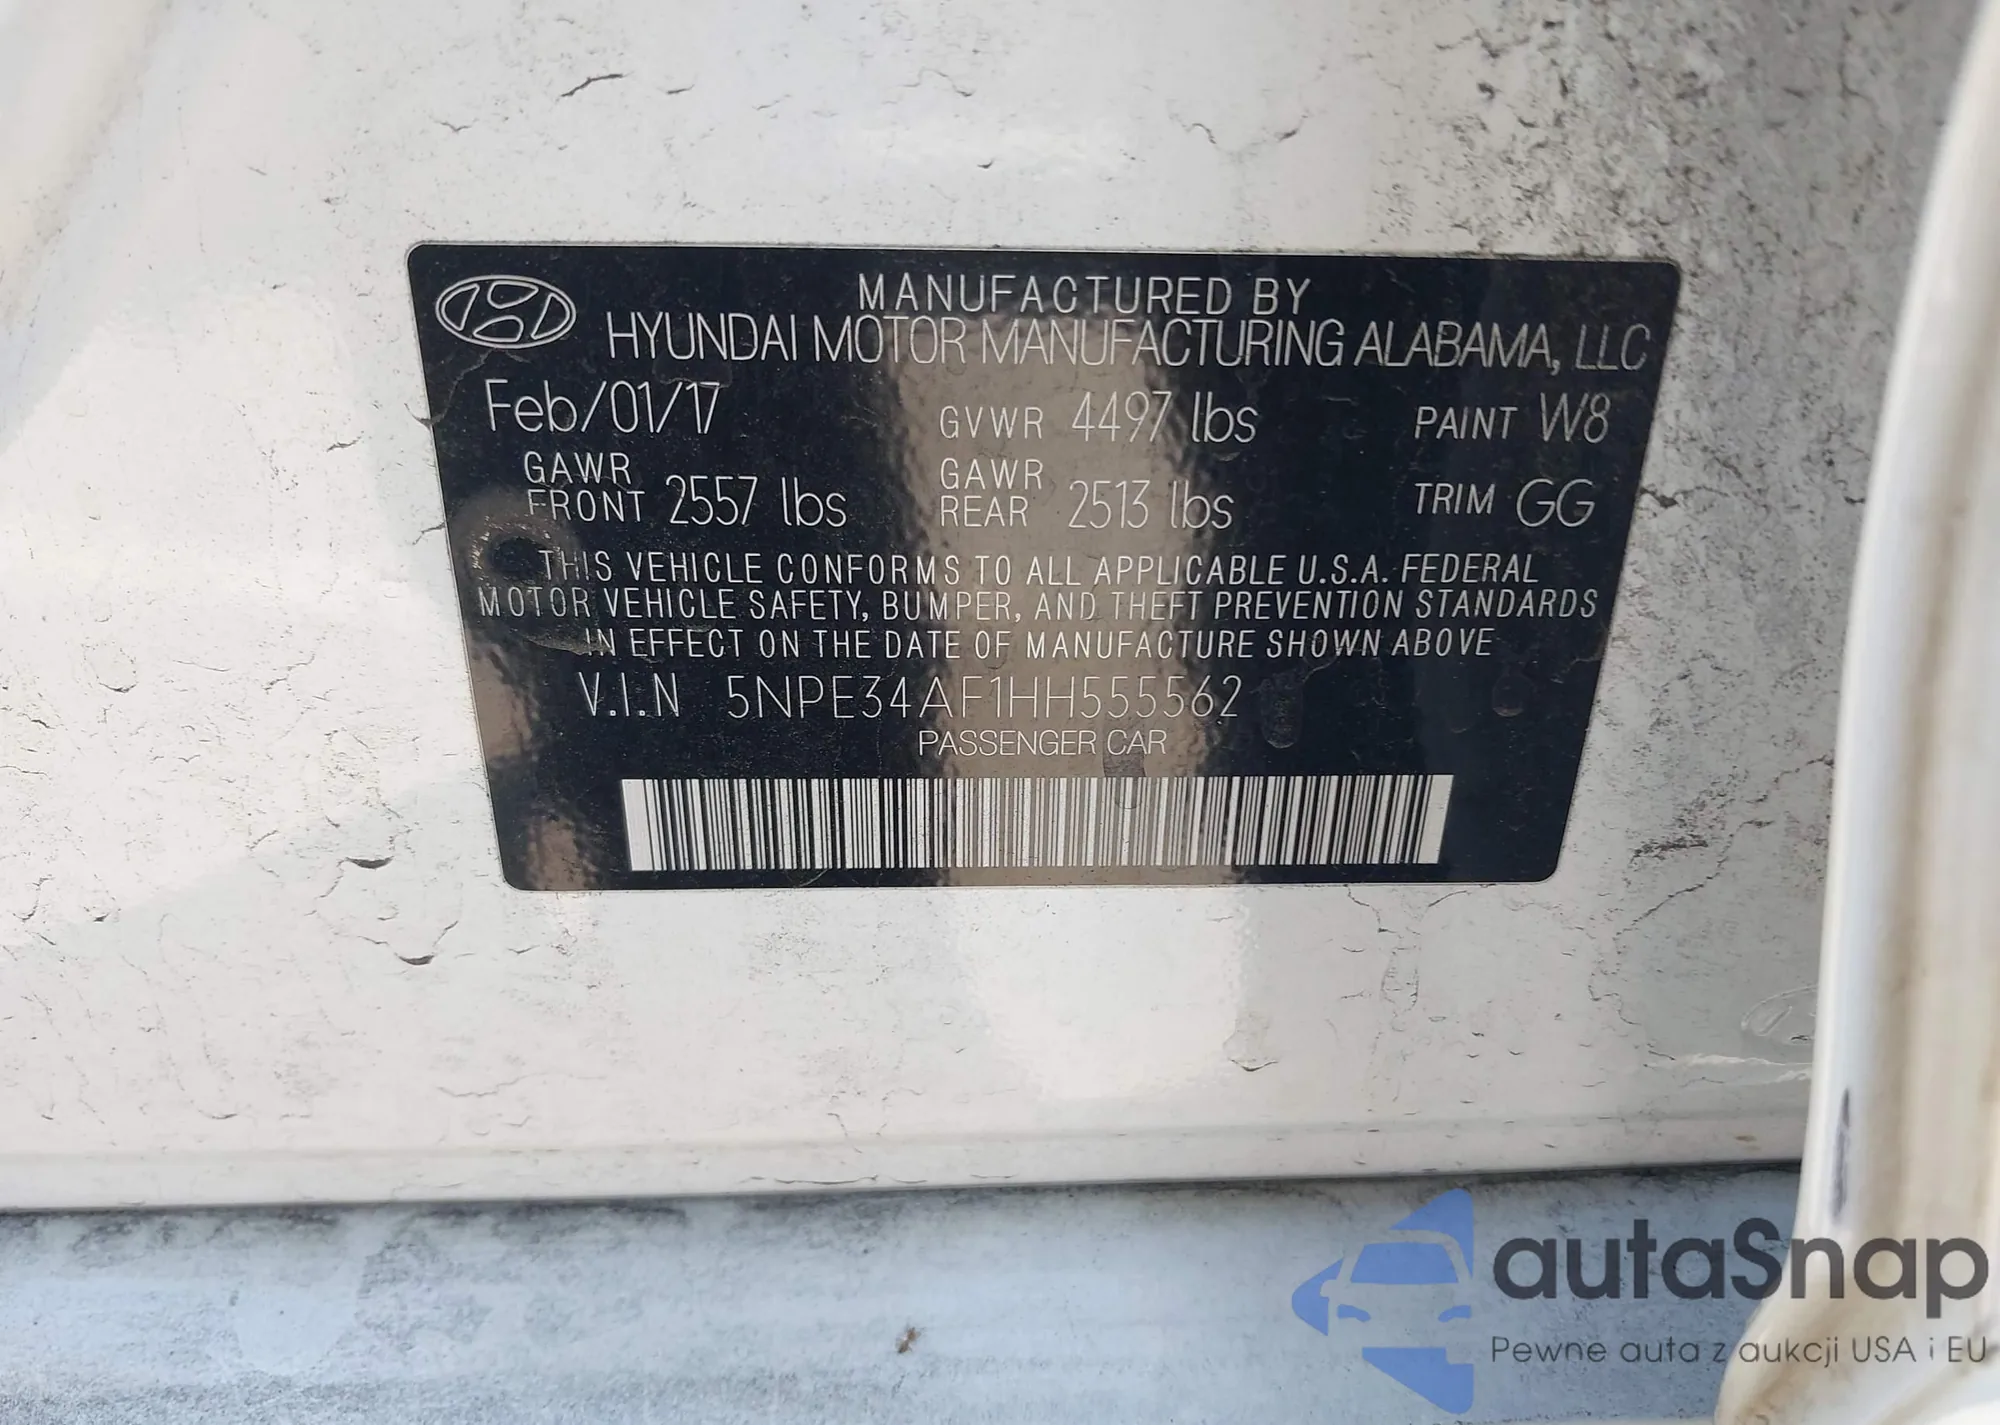 MANUFACTURED BY
HYUNDAI MOTOR MANUFACTURING ALABAMA, LLC
Feb/01/17 GVWR 4497 lbs PAINT W8
GAWR FRONT 2557 lbs GAWR REAR 2513 lbs TRIM GG
THIS VEHICLE CONFORMS TO ALL APPLICABLE U.S.A. FEDERAL
MOTOR VEHICLE SAFETY, BUMPER, AND THEFT PREVENTION STANDARDS
IN EFFECT ON THE DATE OF MANUFACTURE SHOWN ABOVE
V.I.N 5NPE34AF1HH555562
PASSENGER CAR
autaSnap
Pewne auta z aukcji USA i EU